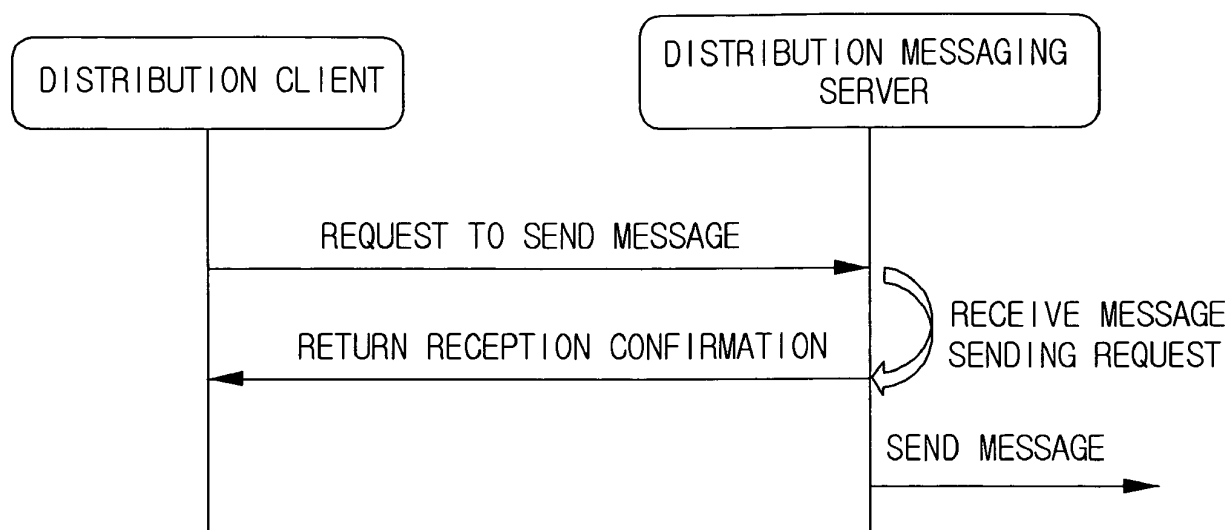 DISTRIBUTION CLIENT
DISTRIBUTION MESSAGING
SERVER
REQUEST TO SEND MESSAGE
RECEIVE MESSAGE
SENDING REQUEST
RETURN RECEPTION CONFIRMATION
SEND MESSAGE